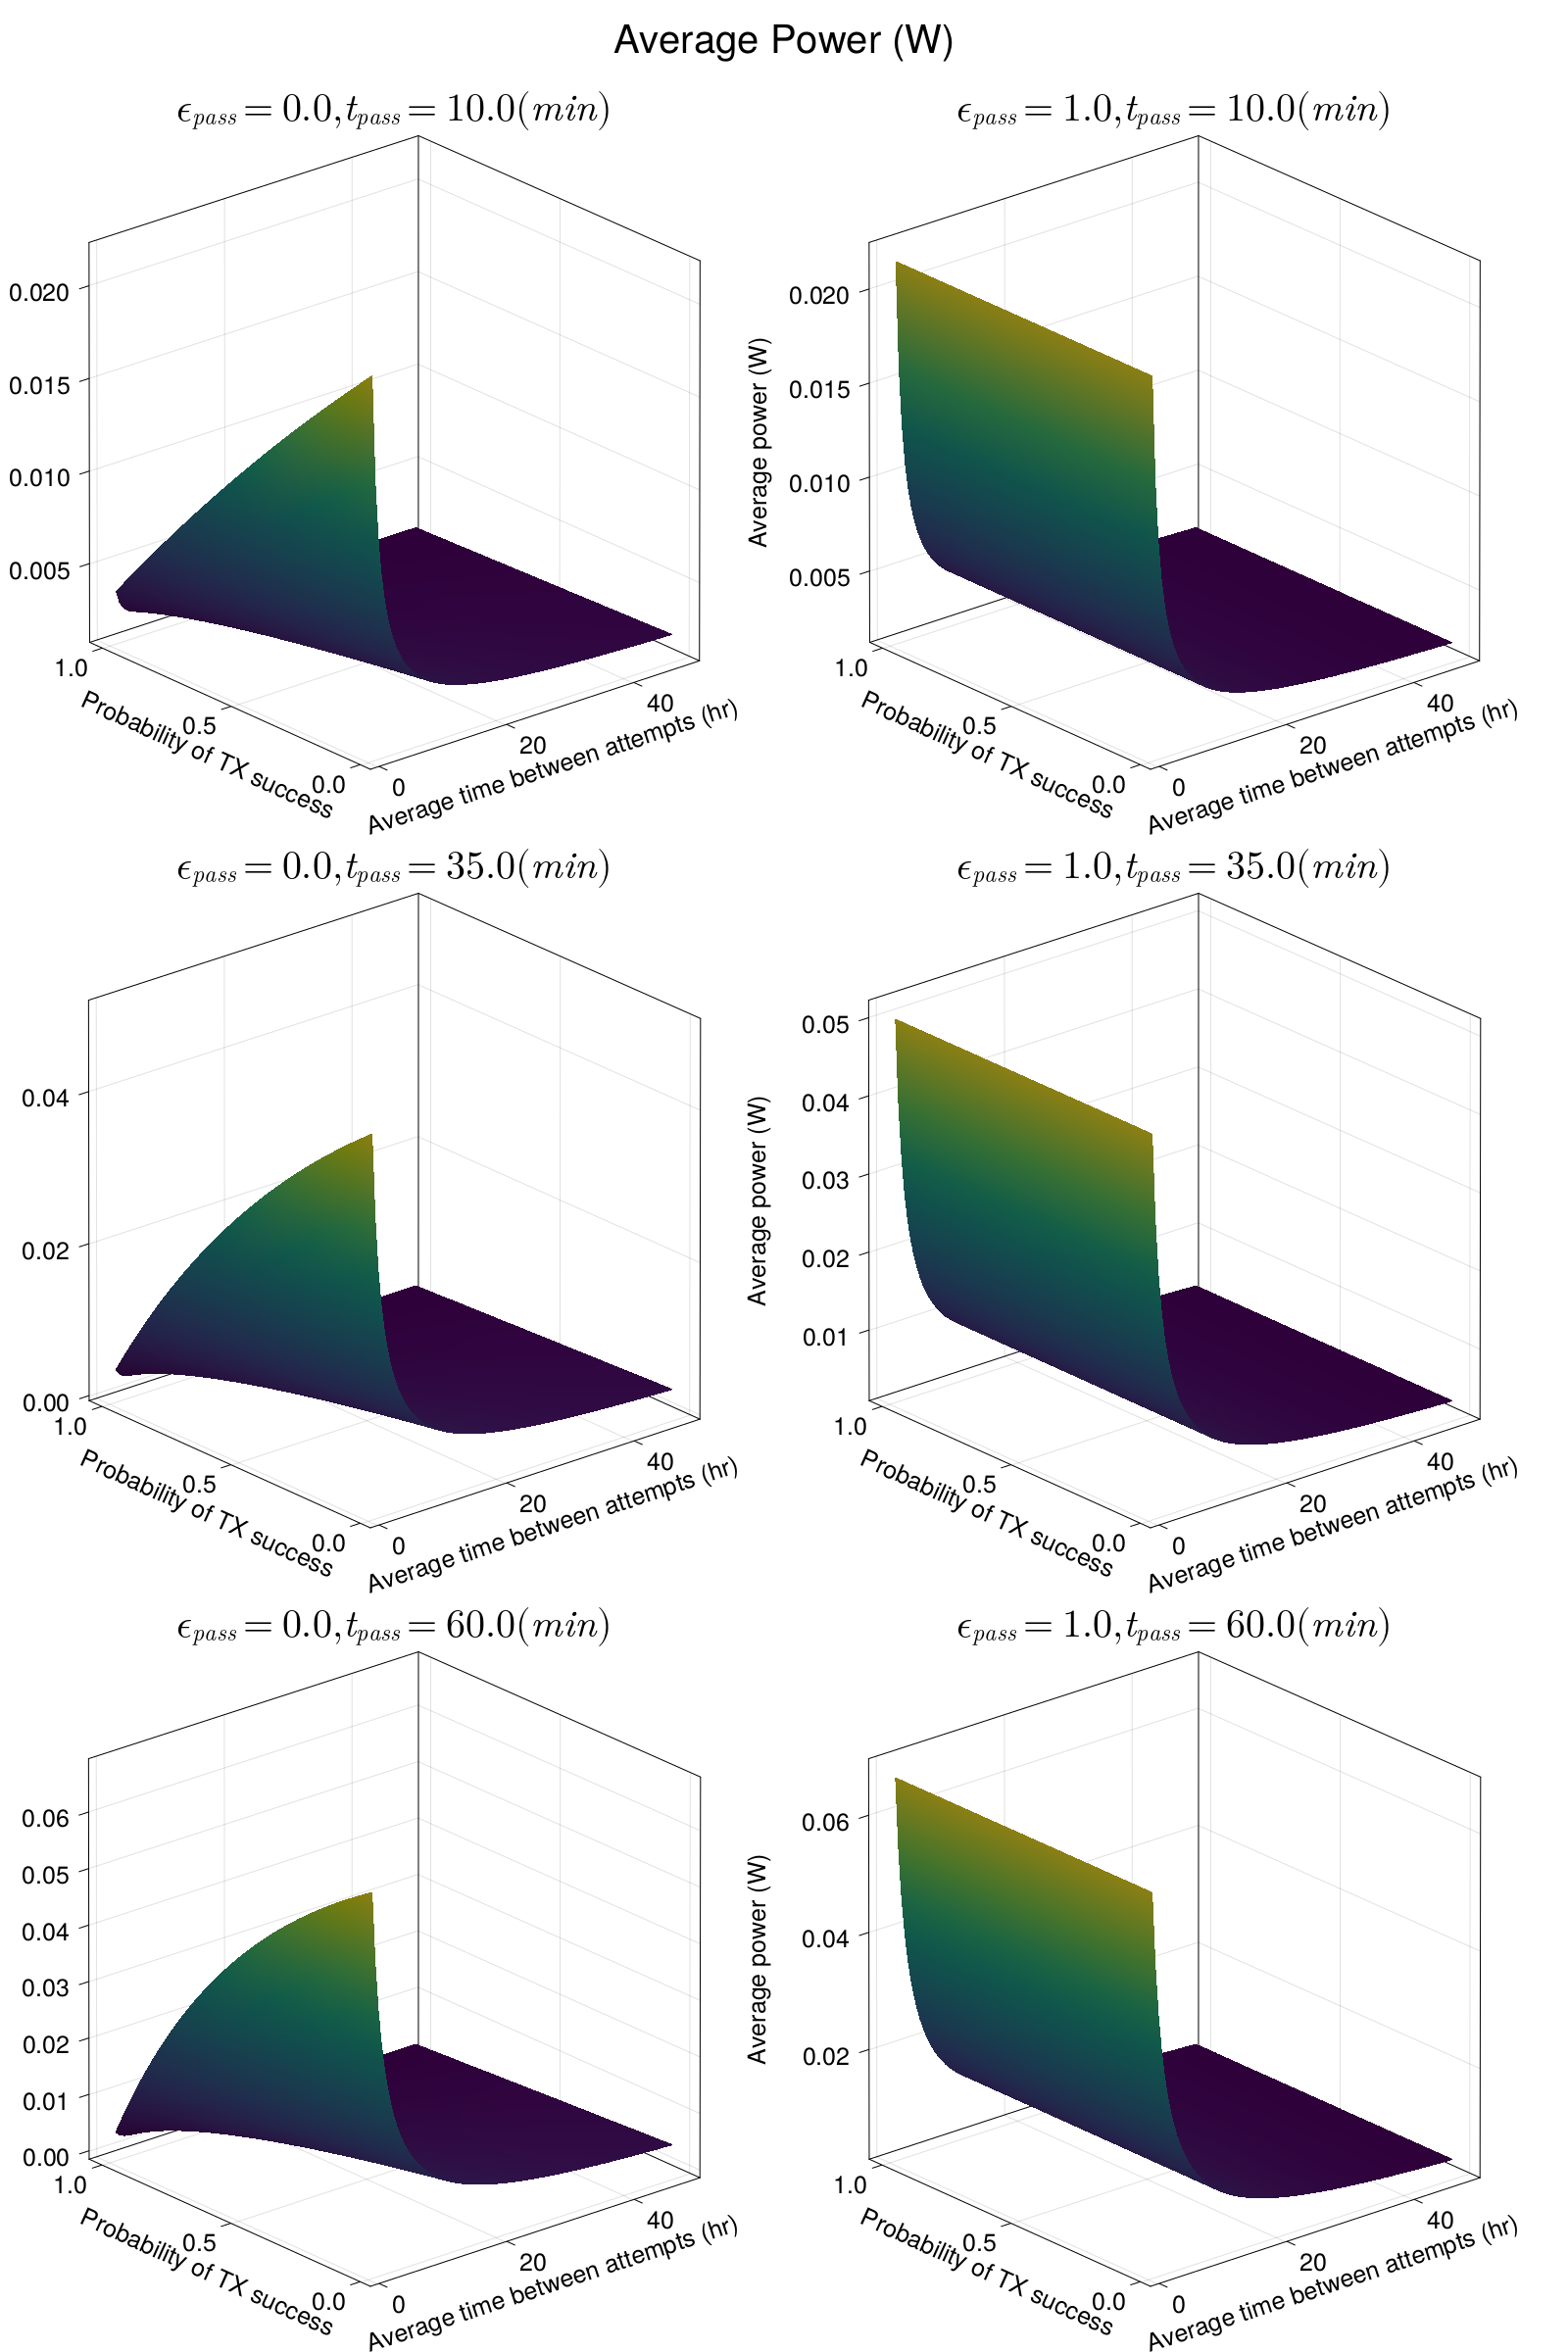 Average Power (W)
ϵpass = 0.0, tpass = 10.0(min)
0.020
0.015
0.010
0.005
1.0
0.5
0.0
Probability of TX success
0
20
40
Average time between attempts (hr)
ϵpass = 1.0, tpass = 10.0(min)
Average power (W)
0.020
0.015
0.010
0.005
1.0
0.5
0.0
Probability of TX success
0
20
40
Average time between attempts (hr)
ϵpass = 0.0, tpass = 35.0(min)
0.04
0.02
0.00
1.0
0.5
0.0
Probability of TX success
0
20
40
Average time between attempts (hr)
ϵpass = 1.0, tpass = 35.0(min)
Average power (W)
0.05
0.04
0.03
0.02
0.01
1.0
0.5
0.0
Probability of TX success
0
20
40
Average time between attempts (hr)
ϵpass = 0.0, tpass = 60.0(min)
0.06
0.05
0.04
0.03
0.02
0.01
0.00
1.0
0.5
0.0
Probability of TX success
0
20
40
Average time between attempts (hr)
ϵpass = 1.0, tpass = 60.0(min)
Average power (W)
0.06
0.04
0.02
1.0
0.5
0.0
Probability of TX success
0
20
40
Average time between attempts (hr)